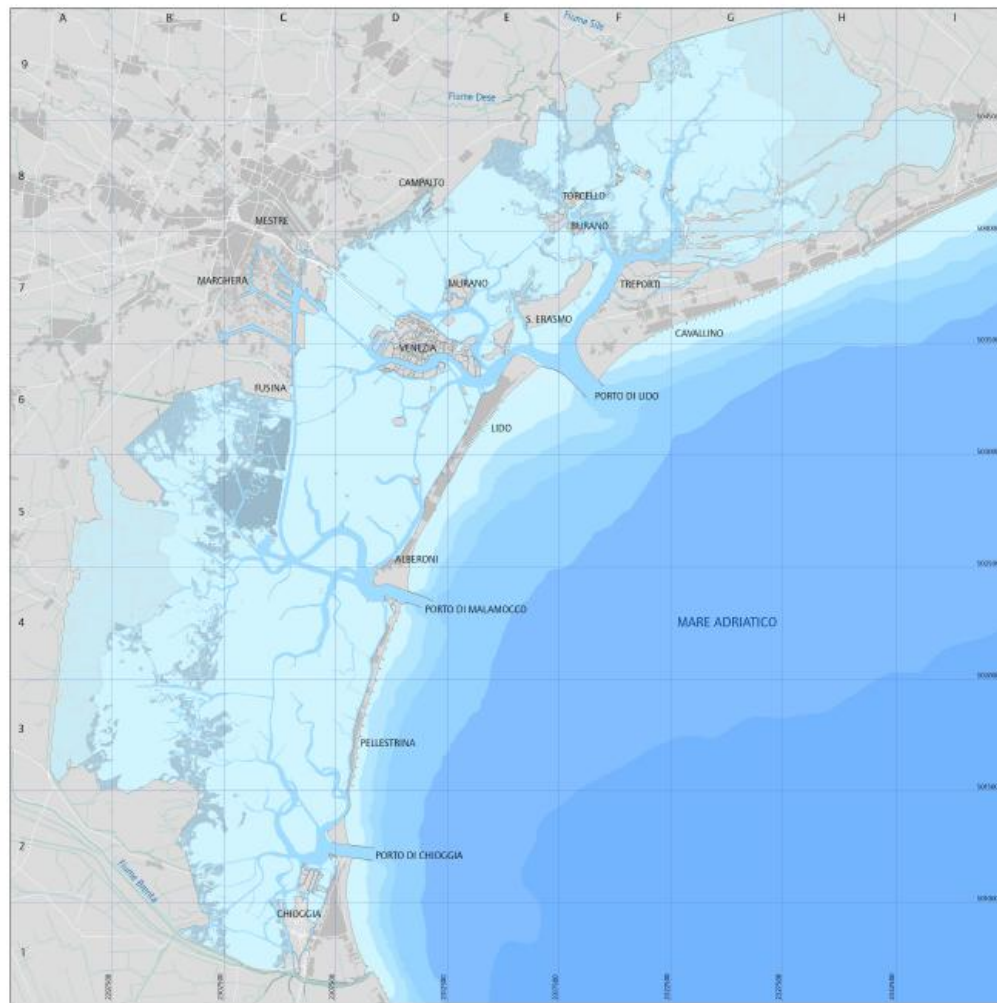 A B C D E F G H I
Fiume Sile
9
Fiume Dese
8
CAMPALTO
TORCELLO
MESTRE
BURANO
MARGHERA
7
MURANO
TREPORTI
S. ERASMO
CAVALLINO
VENEZIA
FUSINA
6
PORTO DI LIDO
LIDO
5
ALBERONI
PORTO DI MALAMOCCO
4
MARE ADRIATICO
3
PELLESTRINA
2
PORTO DI CHIOGGIA
Fiume Brenta
CHIOGGIA
1